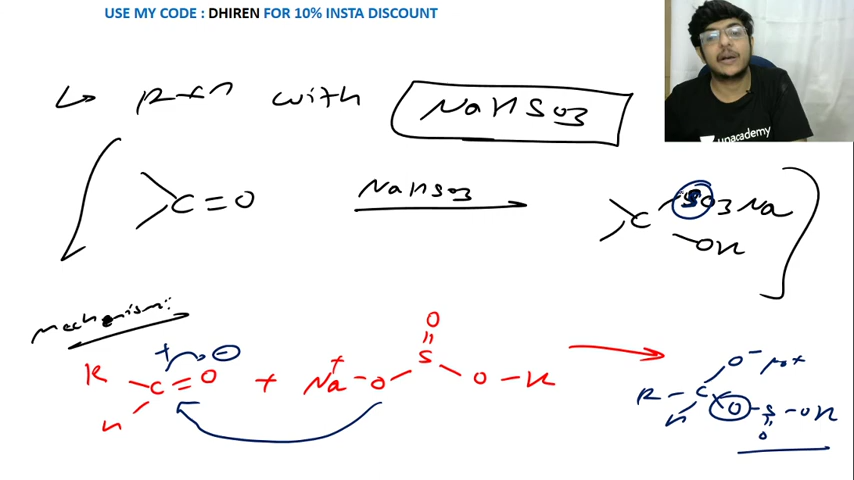 USE MY CODE : DHIREN FOR 10% INSTA DISCOUNT
↳ rxn with NaHSO3
unacademy
C=O NaHSO3 C SO3Na
OH
mechanism:
O
+ ⊖ Na+ S
R C=O + Na-O O-H
H
O- Na+
R-C O-S-OH
H O